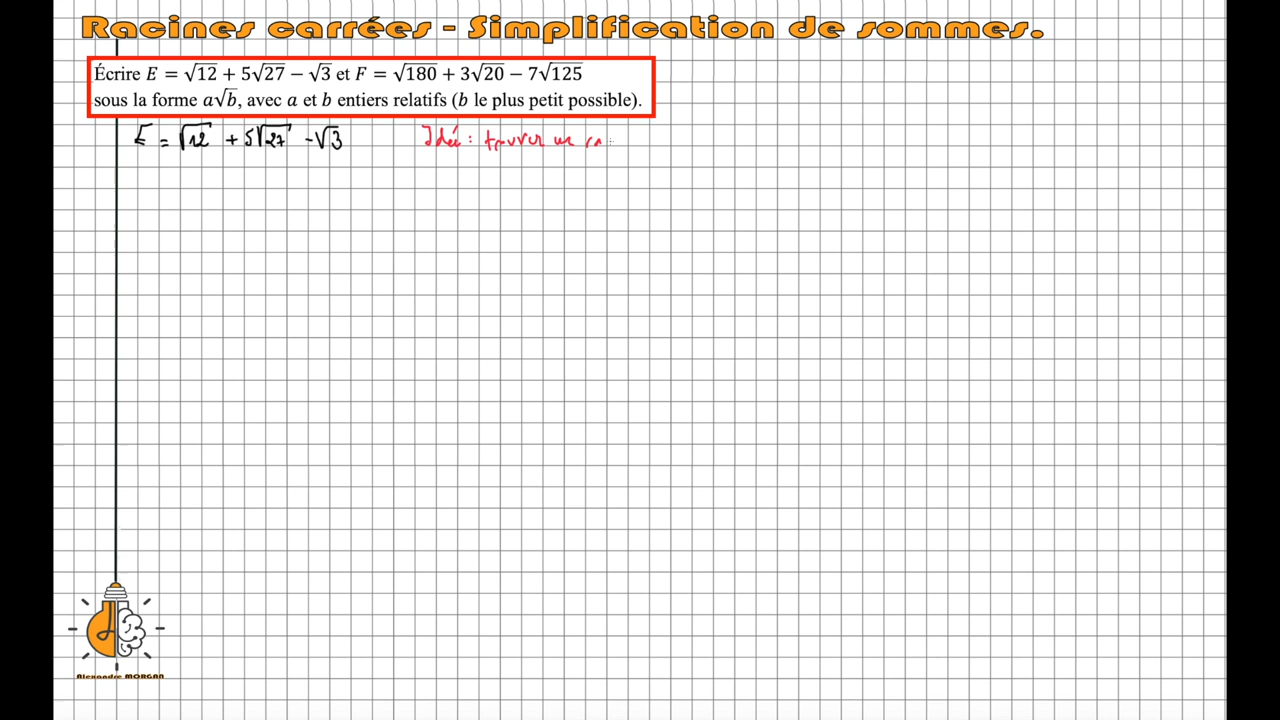 Racines carrées - Simplification de sommes.
Écrire E = √12 + 5√27 − √3 et F = √180 + 3√20 − 7√125
sous la forme a√b, avec a et b entiers relatifs (b le plus petit possible).
E = √12 + 5√27 - √3 Idée : trouver un ca
Alexandre MORGAN